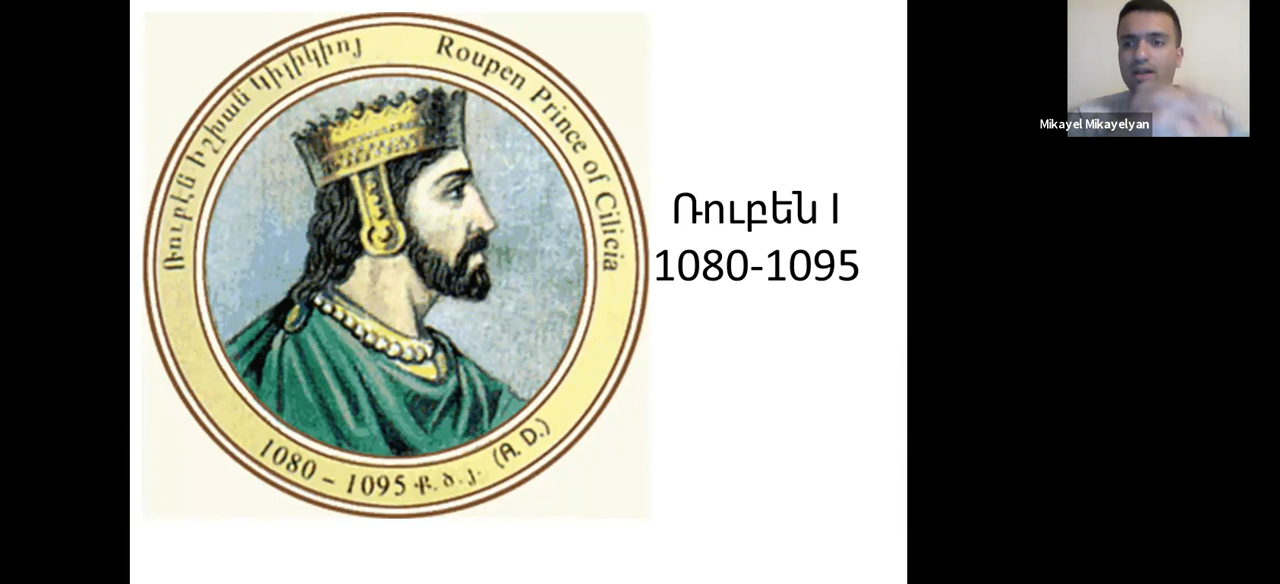 Ռուբէն Իշխան Կիլիկիոյ
Roupen Prince of Cilicia
1080 – 1095 Ք.Ծ.Յ. (A. D.)
Ռուբեն I
1080-1095
Mikayel Mikayelyan